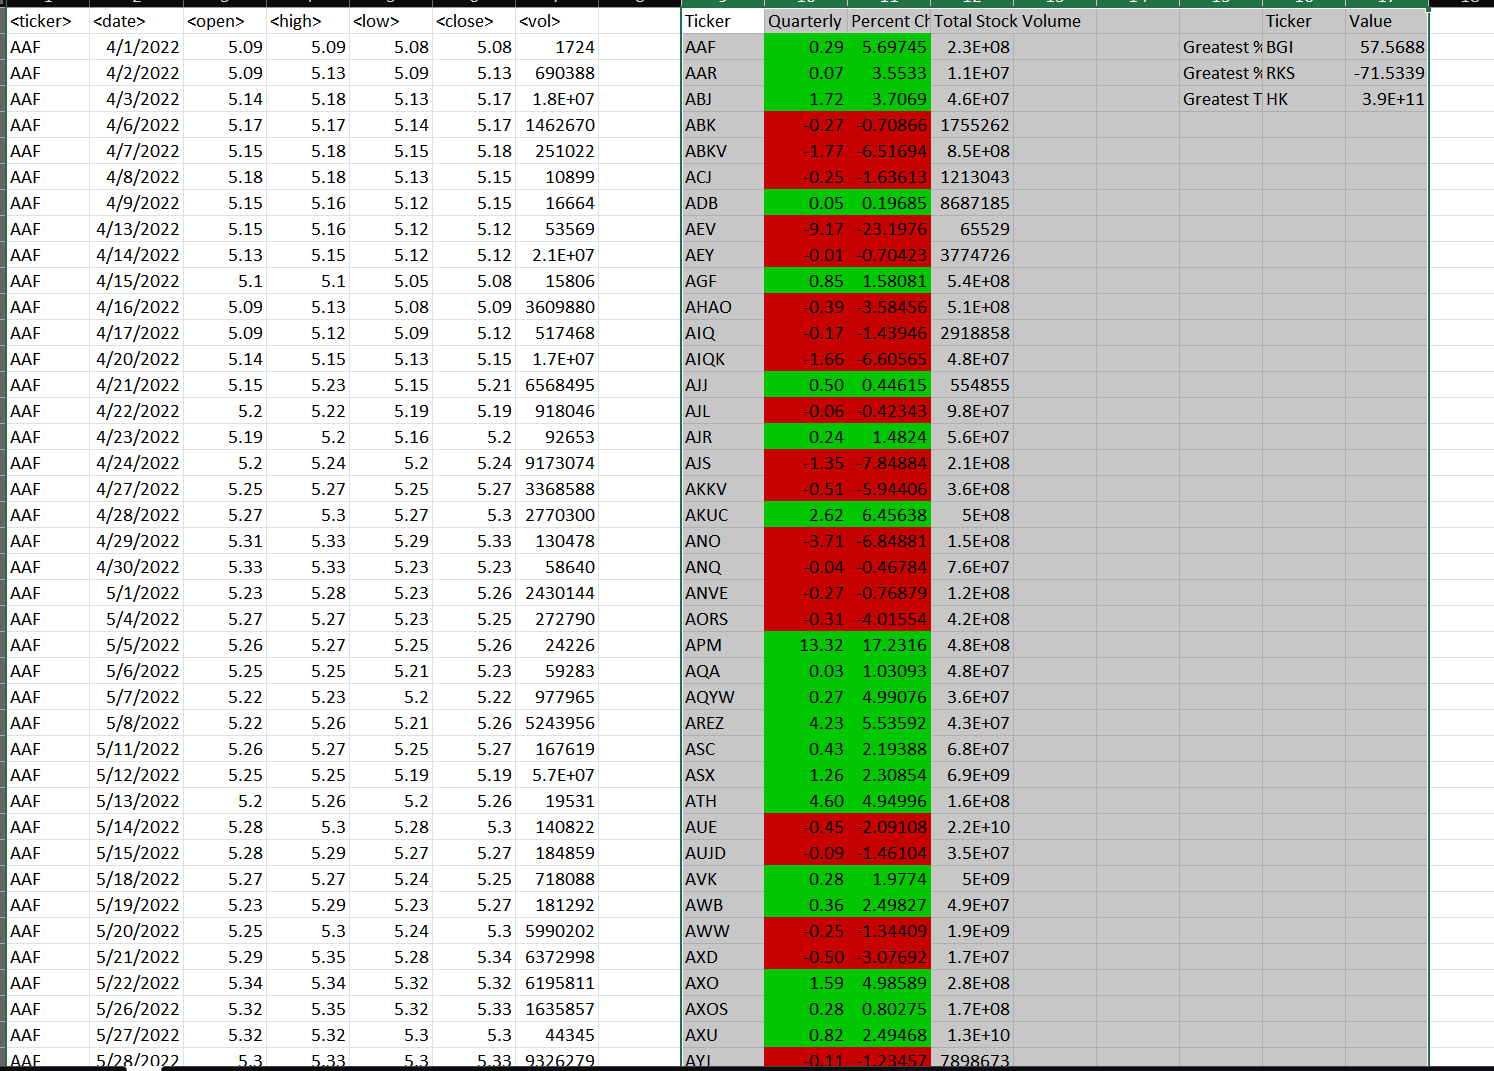 <ticker> <date> <open> <high> <low> <close> <vol> Ticker Quarterly Percent Ch Total Stock Volume Ticker Value
AAF 4/1/2022 5.09 5.09 5.08 5.08 1724 AAF 0.29 5.69745 2.3E+08 Greatest % BGI 57.5688
AAF 4/2/2022 5.09 5.13 5.09 5.13 690388 AAR 0.07 3.5533 1.1E+07 Greatest % RKS -71.5339
AAF 4/3/2022 5.14 5.18 5.13 5.17 1.8E+07 ABJ 1.72 3.7069 4.6E+07 Greatest T HK 3.9E+11
AAF 4/6/2022 5.17 5.17 5.14 5.17 1462670 ABK -0.27 -0.70866 1755262
AAF 4/7/2022 5.15 5.18 5.15 5.18 251022 ABKV -1.77 -6.51694 8.5E+08
AAF 4/8/2022 5.18 5.18 5.13 5.15 10899 ACJ -0.25 -1.63613 1213043
AAF 4/9/2022 5.15 5.16 5.12 5.15 16664 ADB 0.05 0.19685 8687185
AAF 4/13/2022 5.15 5.16 5.12 5.12 53569 AEV -9.17 -23.1976 65529
AAF 4/14/2022 5.13 5.15 5.12 5.12 2.1E+07 AEY -0.01 -0.70423 3774726
AAF 4/15/2022 5.1 5.1 5.05 5.08 15806 AGF 0.85 1.58081 5.4E+08
AAF 4/16/2022 5.09 5.13 5.08 5.09 3609880 AHAO -0.39 -3.58456 5.1E+08
AAF 4/17/2022 5.09 5.12 5.09 5.12 517468 AIQ -0.17 -1.43946 2918858
AAF 4/20/2022 5.14 5.15 5.13 5.15 1.7E+07 AIQK -1.66 -6.60565 4.8E+07
AAF 4/21/2022 5.15 5.23 5.15 5.21 6568495 AJJ 0.50 0.44615 554855
AAF 4/22/2022 5.2 5.22 5.19 5.19 918046 AJL -0.06 -0.42343 9.8E+07
AAF 4/23/2022 5.19 5.2 5.16 5.2 92653 AJR 0.24 1.4824 5.6E+07
AAF 4/24/2022 5.2 5.24 5.2 5.24 9173074 AJS -1.35 -7.84884 2.1E+08
AAF 4/27/2022 5.25 5.27 5.25 5.27 3368588 AKKV -0.51 -5.94406 3.6E+08
AAF 4/28/2022 5.27 5.3 5.27 5.3 2770300 AKUC 2.62 6.45638 5E+08
AAF 4/29/2022 5.31 5.33 5.29 5.33 130478 ANO -3.71 -6.84881 1.5E+08
AAF 4/30/2022 5.33 5.33 5.23 5.23 58640 ANQ -0.04 -0.46784 7.6E+07
AAF 5/1/2022 5.23 5.28 5.23 5.26 2430144 ANVE -0.27 -0.76879 1.2E+08
AAF 5/4/2022 5.27 5.27 5.23 5.25 272790 AORS -0.31 -4.01554 4.2E+08
AAF 5/5/2022 5.26 5.27 5.25 5.26 24226 APM 13.32 17.2316 4.8E+08
AAF 5/6/2022 5.25 5.25 5.21 5.23 59283 AQA 0.03 1.03093 4.8E+07
AAF 5/7/2022 5.22 5.23 5.2 5.22 977965 AQYW 0.27 4.99076 3.6E+07
AAF 5/8/2022 5.22 5.26 5.21 5.26 5243956 AREZ 4.23 5.53592 4.3E+07
AAF 5/11/2022 5.26 5.27 5.25 5.27 167619 ASC 0.43 2.19388 6.8E+07
AAF 5/12/2022 5.25 5.25 5.19 5.19 5.7E+07 ASX 1.26 2.30854 6.9E+09
AAF 5/13/2022 5.2 5.26 5.2 5.26 19531 ATH 4.60 4.94996 1.6E+08
AAF 5/14/2022 5.28 5.3 5.28 5.3 140822 AUE -0.45 -2.09108 2.2E+10
AAF 5/15/2022 5.28 5.29 5.27 5.27 184859 AUJD -0.09 -1.46104 3.5E+07
AAF 5/18/2022 5.27 5.27 5.24 5.25 718088 AVK 0.28 1.9774 5E+09
AAF 5/19/2022 5.23 5.29 5.23 5.27 181292 AWB 0.36 2.49827 4.9E+07
AAF 5/20/2022 5.25 5.3 5.24 5.3 5990202 AWW -0.25 -1.34409 1.9E+09
AAF 5/21/2022 5.29 5.35 5.28 5.34 6372998 AXD -0.50 -3.07692 1.7E+07
AAF 5/22/2022 5.34 5.34 5.32 5.32 6195811 AXO 1.59 4.98589 2.8E+08
AAF 5/26/2022 5.32 5.35 5.32 5.33 1635857 AXOS 0.28 0.80275 1.7E+08
AAF 5/27/2022 5.32 5.32 5.3 5.3 44345 AXU 0.82 2.49468 1.3E+10
AAF 5/28/2022 5.3 5.33 5.3 5.33 9326279 AYI -0.11 -1.23457 7898673